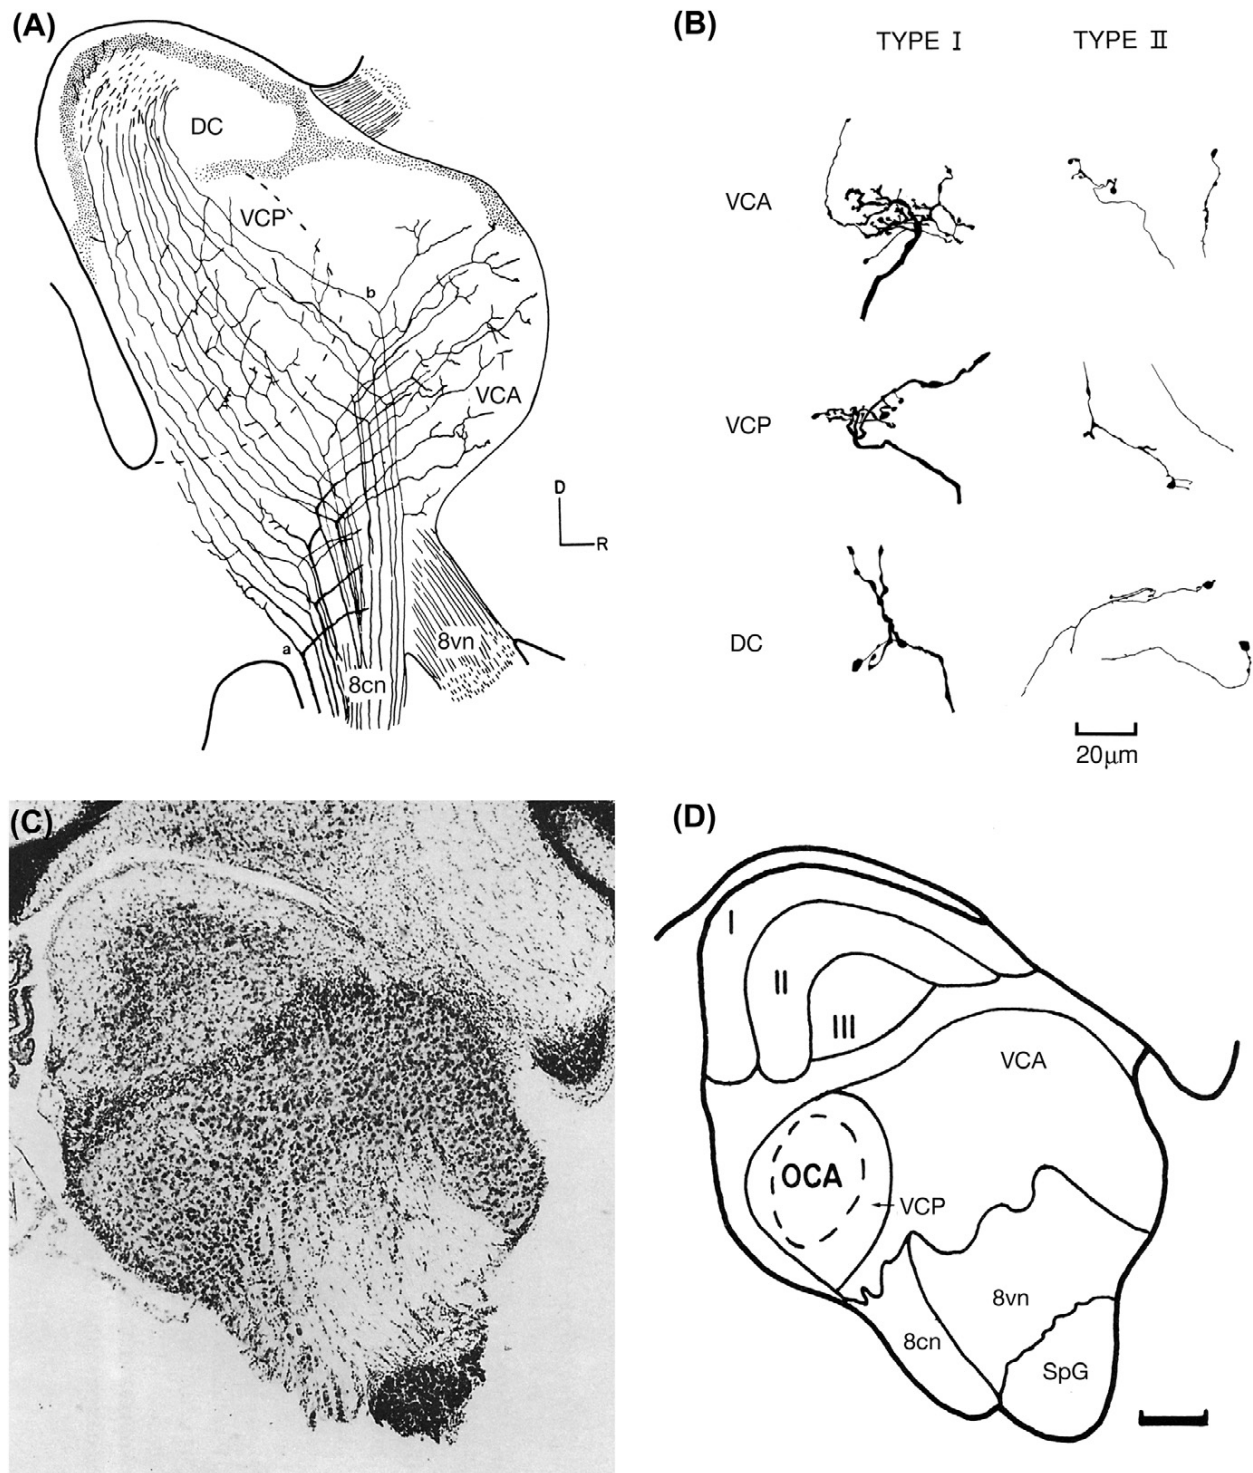 (A)
DC
VCP
b
VCA
D
R
a
8vn
8cn
(B)
TYPE I TYPE II
VCA
VCP
DC
20μm
(C)
(D)
I
II
III
VCA
OCA
VCP
8vn
8cn
SpG